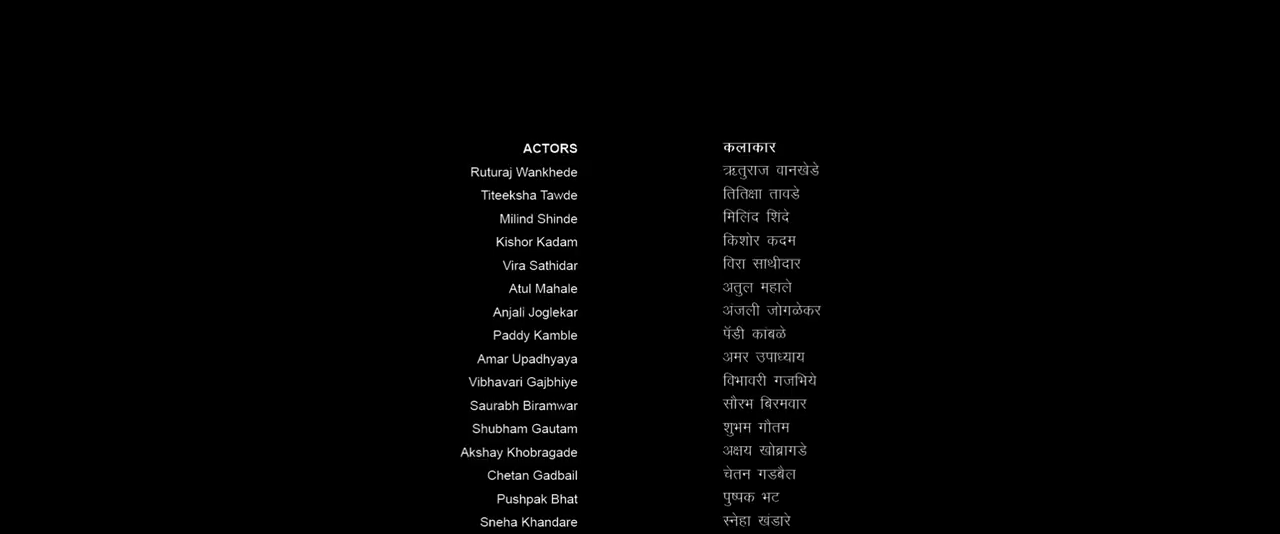 ACTORS कलाकार
Ruturaj Wankhede ऋतुराज वानखेडे
Titeeksha Tawde तितिक्षा तावडे
Milind Shinde मिलिंद शिंदे
Kishor Kadam किशोर कदम
Vira Sathidar विरा साथीदार
Atul Mahale अतुल महाले
Anjali Joglekar अंजली जोगळेकर
Paddy Kamble पॅडी कांबळे
Amar Upadhyaya अमर उपाध्याय
Vibhavari Gajbhiye विभावरी गजभिये
Saurabh Biramwar सौरभ बिरमवार
Shubham Gautam शुभम गौतम
Akshay Khobragade अक्षय खोब्रागडे
Chetan Gadbail चेतन गडबैल
Pushpak Bhat पुष्पक भट
Sneha Khandare स्नेहा खंडारे